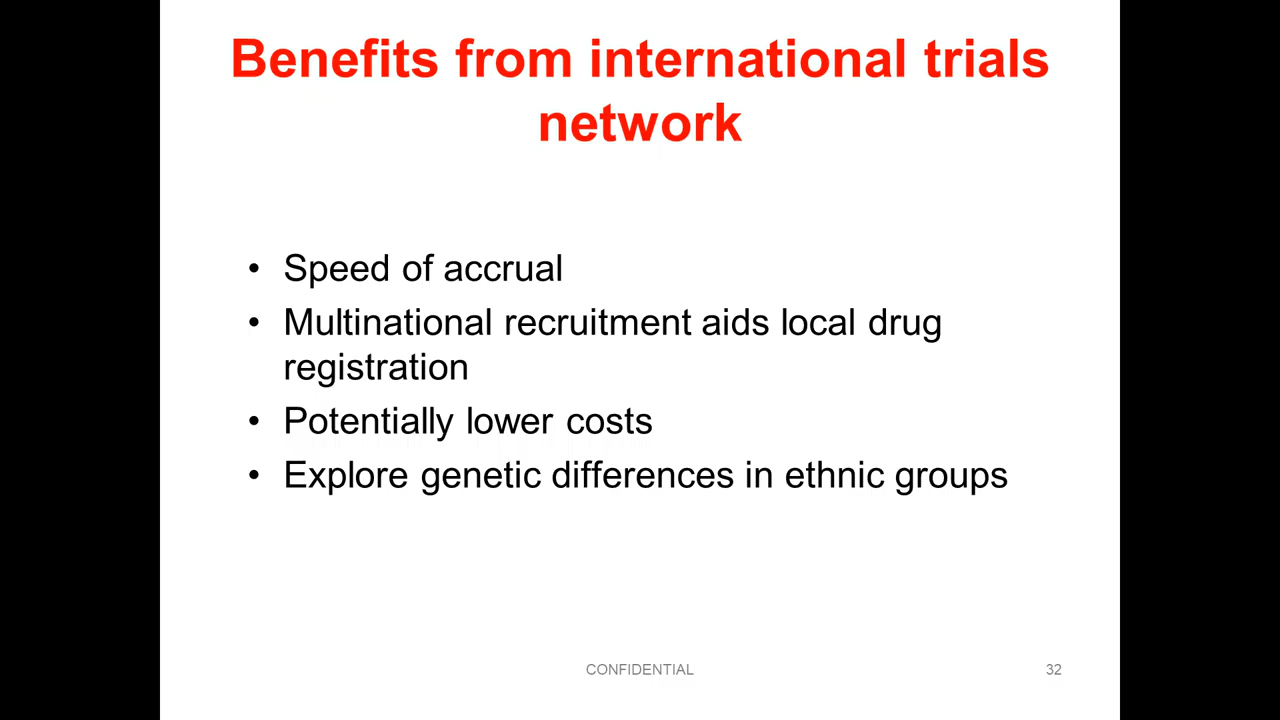 Benefits from international trials
network
• Speed of accrual
• Multinational recruitment aids local drug
registration
• Potentially lower costs
• Explore genetic differences in ethnic groups
CONFIDENTIAL
32